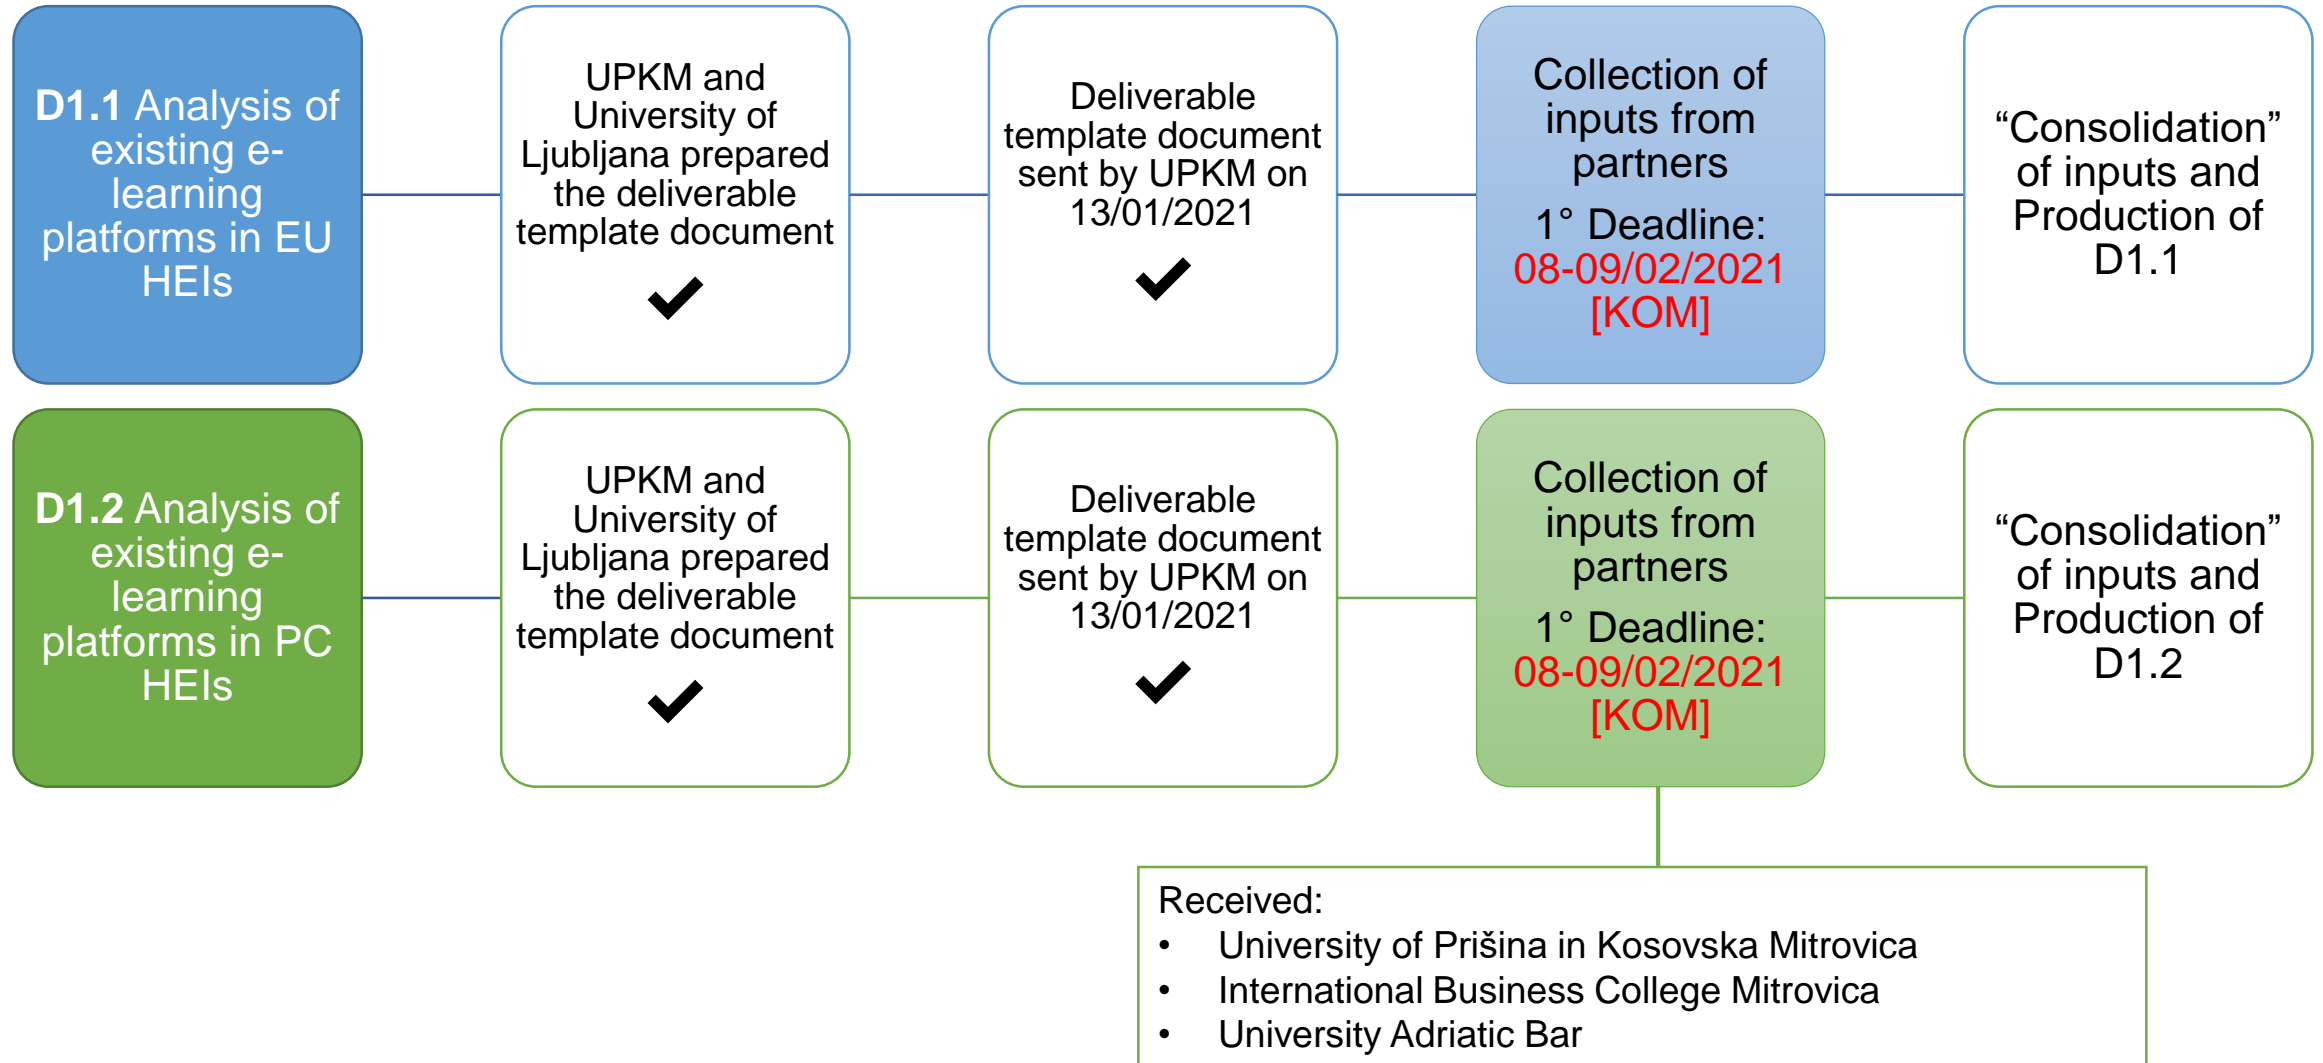 D1.1 Analysis of
existing e-
learning
platforms in EU
HEIs
UPKM and
University of
Ljubljana prepared
the deliverable
template document
Deliverable
template document
sent by UPKM on
13/01/2021
Collection of
inputs from
partners
1° Deadline:
08-09/02/2021
[KOM]
“Consolidation”
of inputs and
Production of
D1.1
D1.2 Analysis of
existing e-
learning
platforms in PC
HEIs
UPKM and
University of
Ljubljana prepared
the deliverable
template document
Deliverable
template document
sent by UPKM on
13/01/2021
Collection of
inputs from
partners
1° Deadline:
08-09/02/2021
[KOM]
“Consolidation”
of inputs and
Production of
D1.2
Received:
• University of Prišina in Kosovska Mitrovica
• International Business College Mitrovica
• University Adriatic Bar